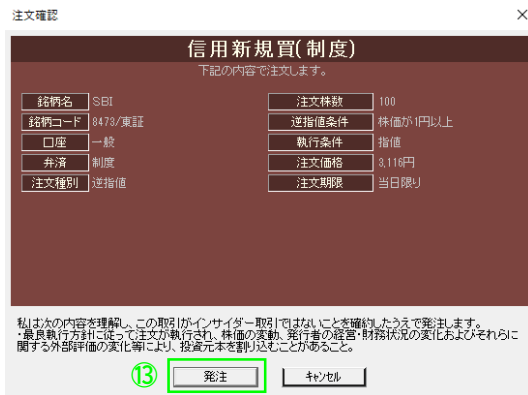 注文確認
信用新規買(制度)
下記の内容で注文します。
銘柄名 SBI 注文株数 100
銘柄コード 8473/東証 逆指値条件 株価が1円以上
口座 一般 執行条件 指値
弁済 制度 注文価格 3,116円
注文種別 逆指値 注文期限 当日限り
私は次の内容を理解し、この取引がインサイダー取引ではないことを確約したうえで発注します。
・最良執行方針に従って注文が執行され、株価の変動、発行者の経営・財務状況の変化およびそれらに
関する外部評価の変化等により、投資元本を割り込むことがあること。
⑬ 発注 キャンセル